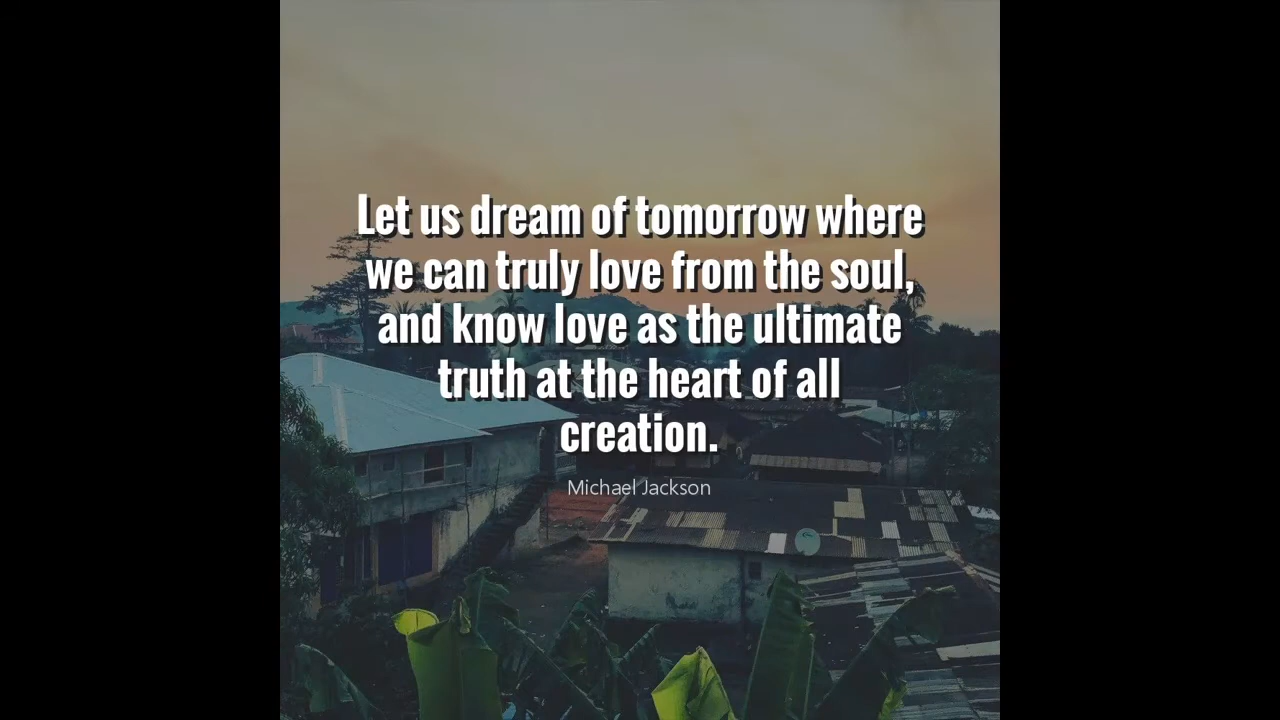 Let us dream of tomorrow where
we can truly love from the soul,
and know love as the ultimate
truth at the heart of all
creation.
Michael Jackson